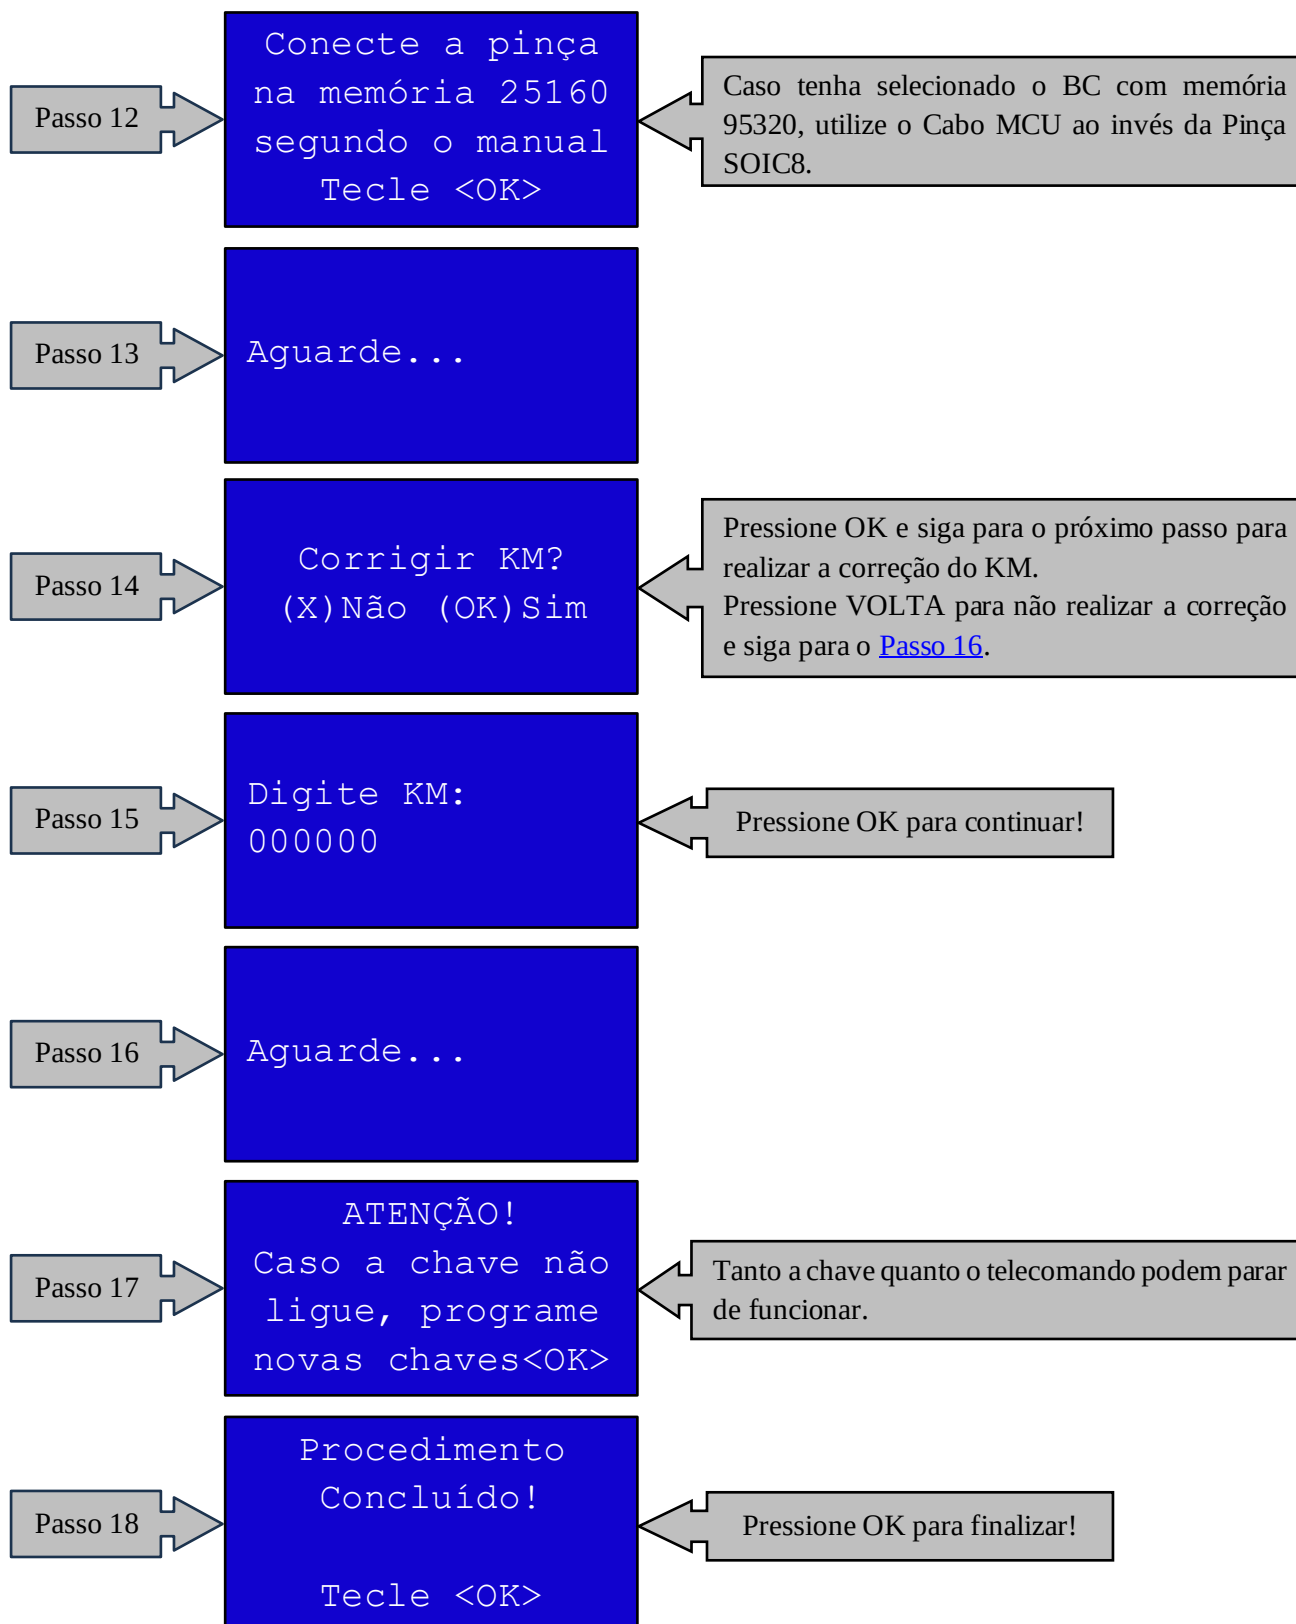 Passo 12
Conecte a pinça
na memória 25160
segundo o manual
Tecle <OK>
Caso tenha selecionado o BC com memória
95320, utilize o Cabo MCU ao invés da Pinça
SOIC8.
Passo 13
Aguarde...
Passo 14
Corrigir KM?
(X)Não (OK)Sim
Pressione OK e siga para o próximo passo para
realizar a correção do KM.
Pressione VOLTA para não realizar a correção
e siga para o Passo 16.
Passo 15
Digite KM:
000000
Pressione OK para continuar!
Passo 16
Aguarde...
Passo 17
ATENÇÃO!
Caso a chave não
ligue, programe
novas chaves<OK>
Tanto a chave quanto o telecomando podem parar
de funcionar.
Passo 18
Procedimento
Concluído!
Tecle <OK>
Pressione OK para finalizar!